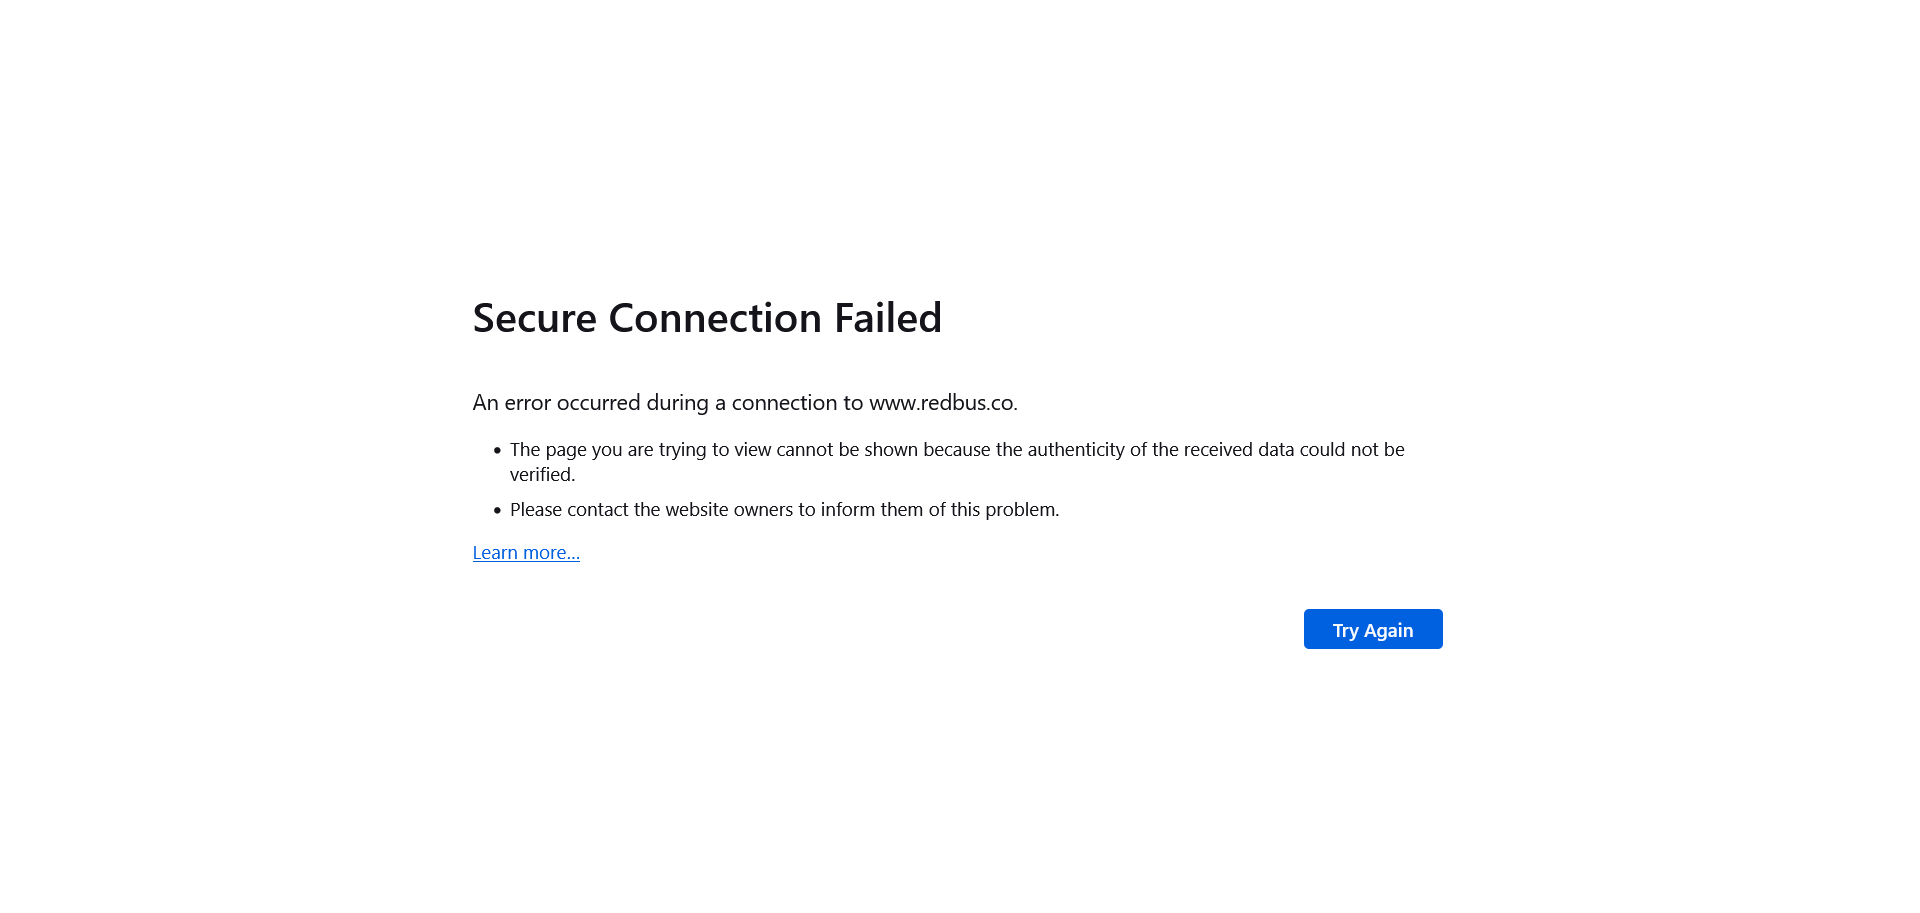 Secure Connection Failed
An error occurred during a connection to www.redbus.co.
• The page you are trying to view cannot be shown because the authenticity of the received data could not be
verified.
• Please contact the website owners to inform them of this problem.
Learn more…
Try Again